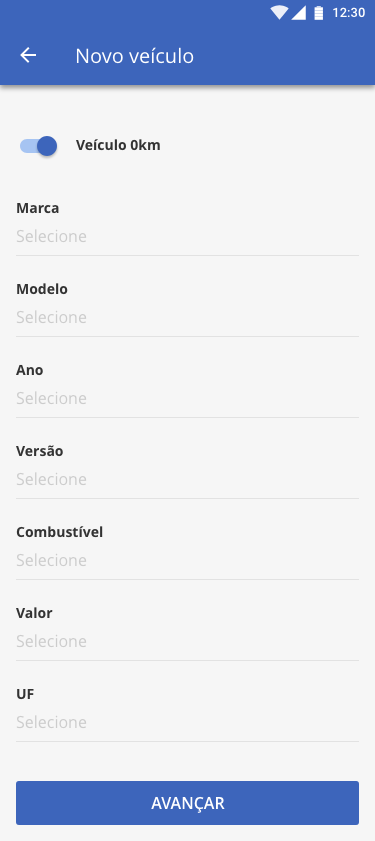 12:30
Novo veículo
Veículo 0km
Marca
Selecione
Modelo
Selecione
Ano
Selecione
Versão
Selecione
Combustível
Selecione
Valor
Selecione
UF
Selecione
AVANÇAR